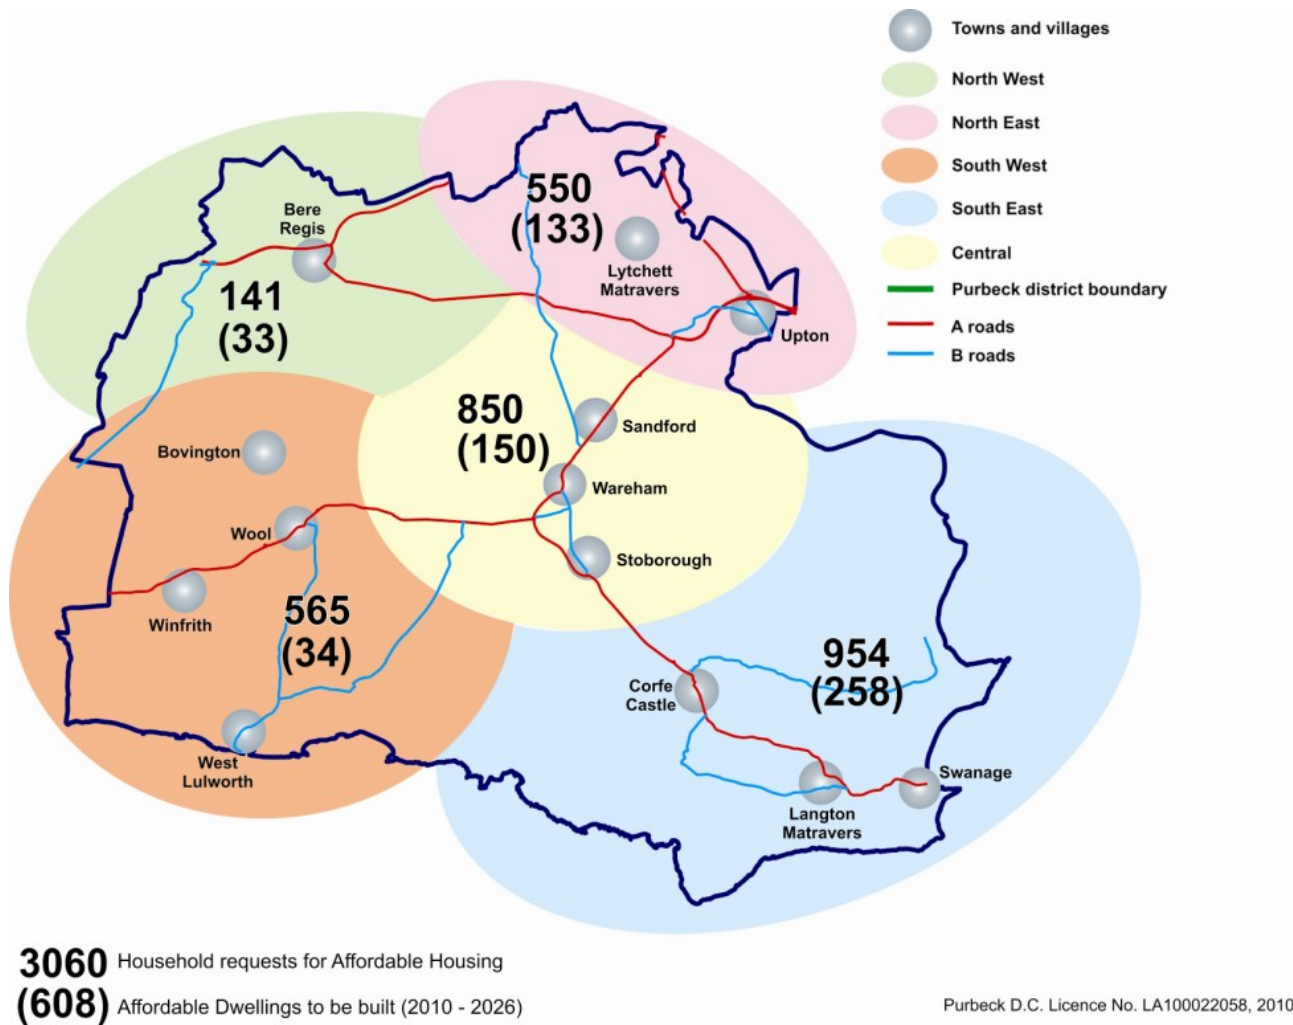 Towns and villages
North West
North East
South West
South East
Central
Purbeck district boundary
A roads
B roads
550
(133)
Bere
Regis
Lytchett
Matravers
141
(33)
Upton
850
(150)
Sandford
Bovington
Wareham
Wool
Stoborough
Winfrith
565
(34)
954
(258)
Corfe
Castle
West
Lulworth
Swanage
Langton
Matravers
3060 Household requests for Affordable Housing
(608) Affordable Dwellings to be built (2010 - 2026)
Purbeck D.C. Licence No. LA100022058, 2010